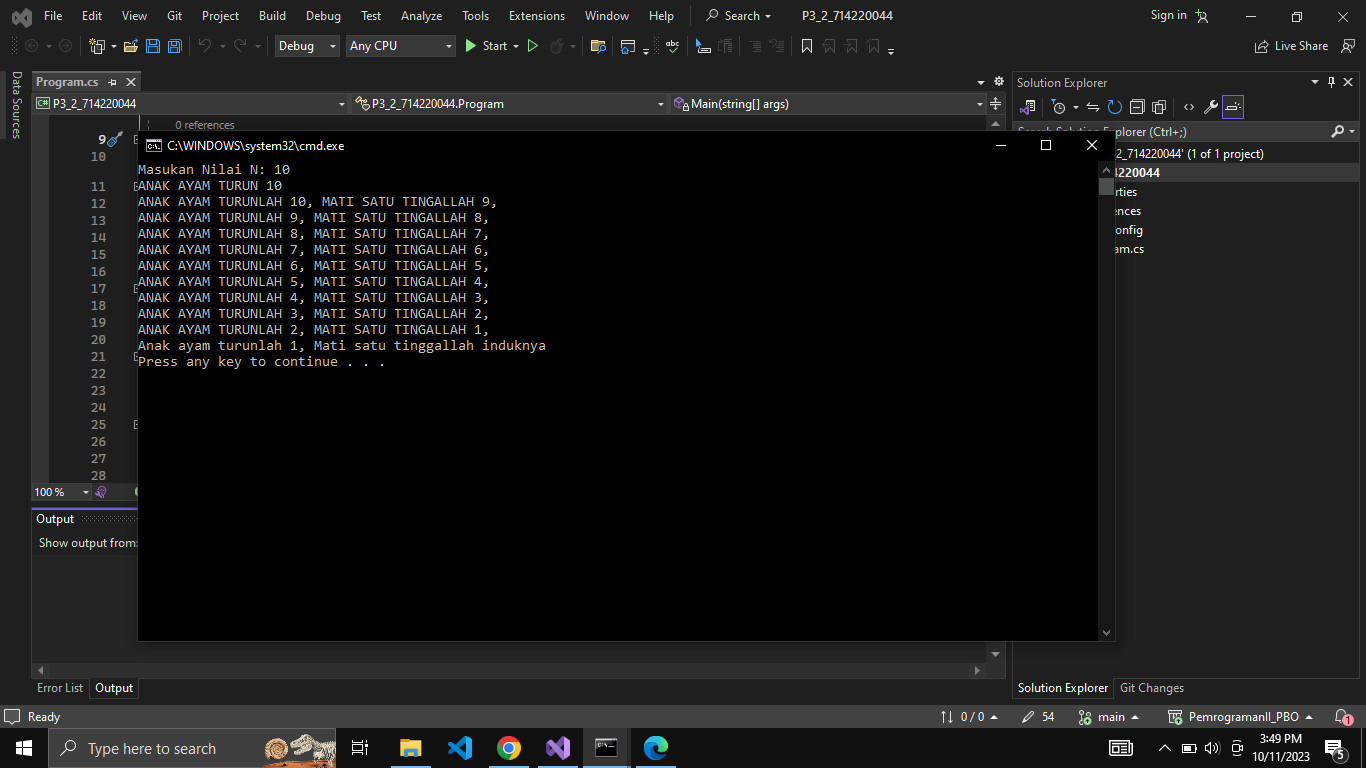 File Edit View Git Project Build Debug Test Analyze Tools Extensions Window Help Search P3_2_714220044 Sign in
Debug Any CPU Start Live Share
Data Sources
Program.cs
Solution Explorer
P3_2_714220044 P3_2_714220044.Program Main(string[] args)
0 references
Explorer (Ctrl+;)
9
C:\WINDOWS\system32\cmd.exe
2_714220044' (1 of 1 project)
10
Masukan Nilai N: 10
4220044
11
ANAK AYAM TURUN 10
erties
12
ANAK AYAM TURUNLAH 10, MATI SATU TINGALLAH 9,
ences
13
ANAK AYAM TURUNLAH 9, MATI SATU TINGALLAH 8,
onfig
14
ANAK AYAM TURUNLAH 8, MATI SATU TINGALLAH 7,
am.cs
15
ANAK AYAM TURUNLAH 7, MATI SATU TINGALLAH 6,
16
ANAK AYAM TURUNLAH 6, MATI SATU TINGALLAH 5,
17
ANAK AYAM TURUNLAH 5, MATI SATU TINGALLAH 4,
18
ANAK AYAM TURUNLAH 4, MATI SATU TINGALLAH 3,
19
ANAK AYAM TURUNLAH 3, MATI SATU TINGALLAH 2,
20
ANAK AYAM TURUNLAH 2, MATI SATU TINGALLAH 1,
21
Anak ayam turunlah 1, Mati satu tinggallah induknya
22
Press any key to continue . . .
23
24
25
26
27
28
100 %
Output
Show output from:
Error List Output
Solution Explorer Git Changes
Ready 0 / 0 54 main PemrogramanII_PBO 1
Type here to search
3:49 PM
10/11/2023
5